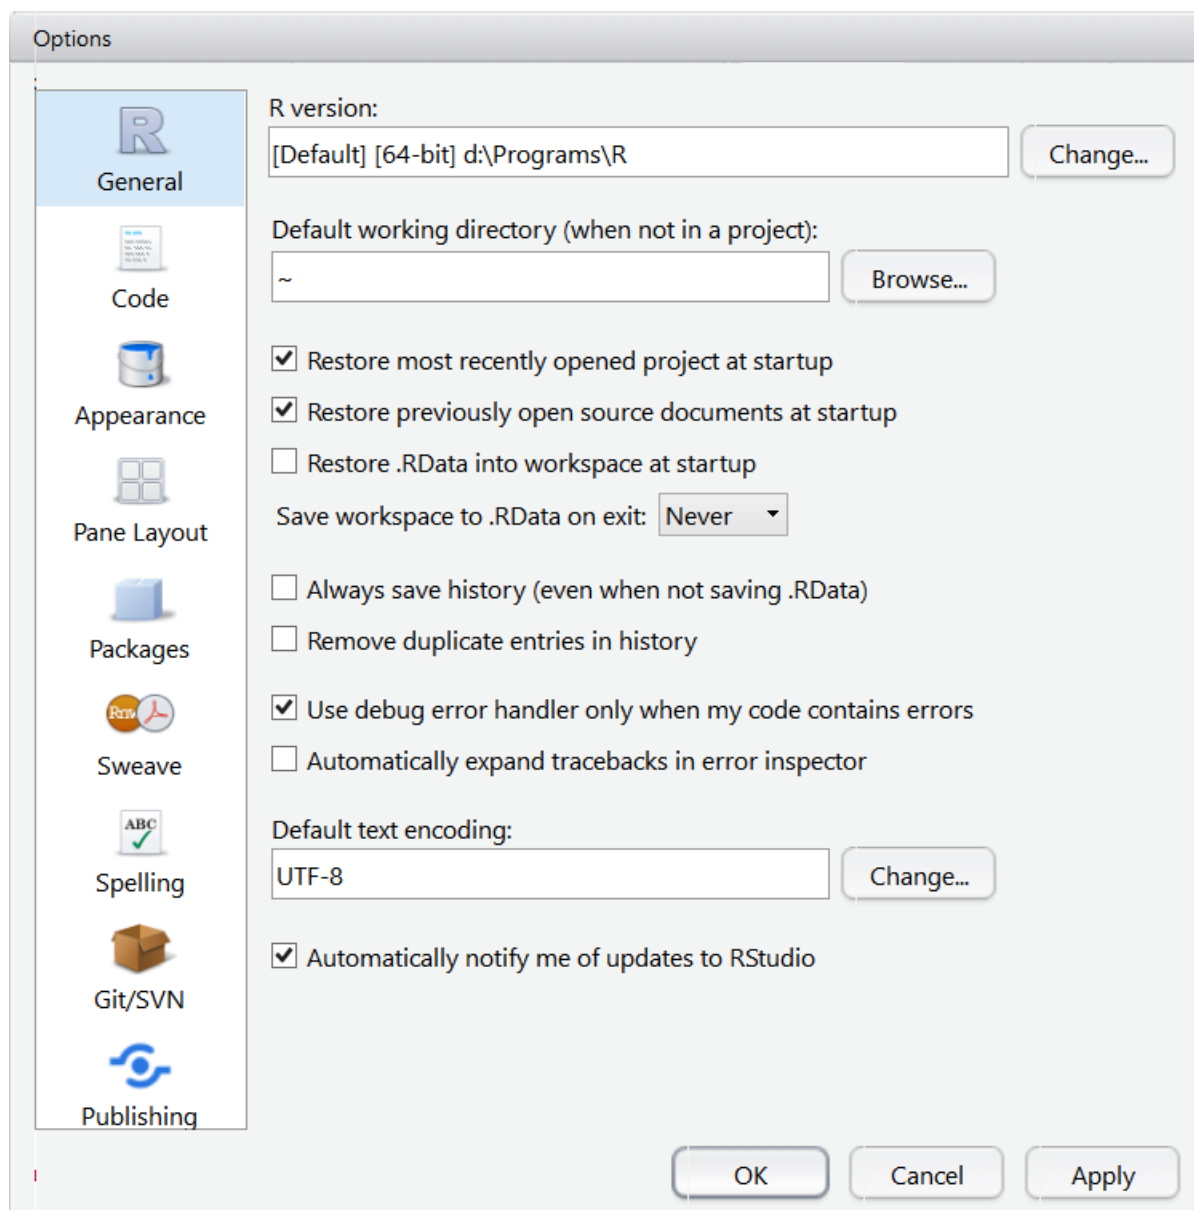 Options
General
Code
Appearance
Pane Layout
Packages
Rnw
Sweave
ABC
Spelling
Git/SVN
Publishing
R version:
[Default] [64-bit] d:\Programs\R
Change...
Default working directory (when not in a project):
~
Browse...
Restore most recently opened project at startup
Restore previously open source documents at startup
Restore .RData into workspace at startup
Save workspace to .RData on exit: Never
Always save history (even when not saving .RData)
Remove duplicate entries in history
Use debug error handler only when my code contains errors
Automatically expand tracebacks in error inspector
Default text encoding:
UTF-8
Change...
Automatically notify me of updates to RStudio
OK
Cancel
Apply